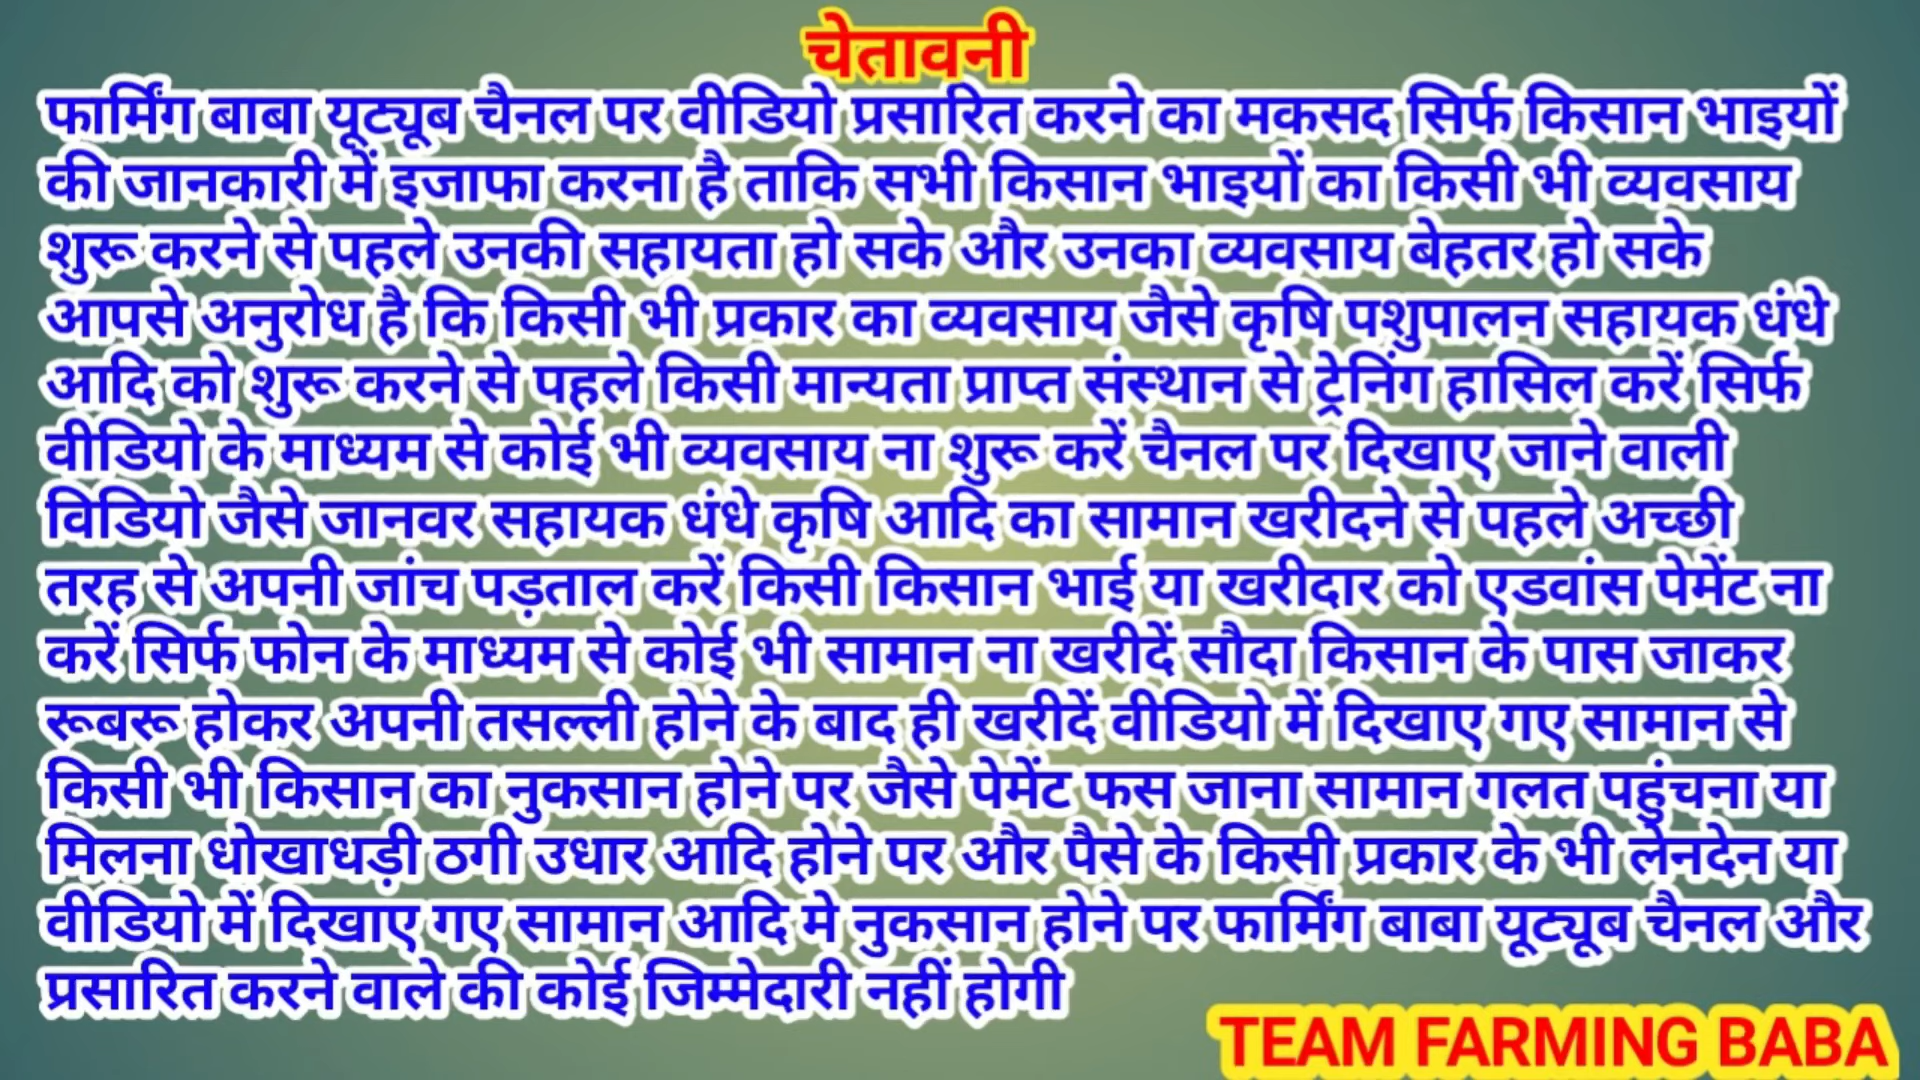 चेतावनी
फार्मिंग बाबा यूट्यूब चैनल पर वीडियो प्रसारित करने का मकसद सिर्फ किसान भाइयों
की जानकारी में इजाफा करना है ताकि सभी किसान भाइयों का किसी भी व्यवसाय
शुरू करने से पहले उनकी सहायता हो सके और उनका व्यवसाय बेहतर हो सके
आपसे अनुरोध है कि किसी भी प्रकार का व्यवसाय जैसे कृषि पशुपालन सहायक धंधे
आदि को शुरू करने से पहले किसी मान्यता प्राप्त संस्थान से ट्रेनिंग हासिल करें सिर्फ
वीडियो के माध्यम से कोई भी व्यवसाय ना शुरू करें चैनल पर दिखाए जाने वाली
विडियो जैसे जानवर सहायक धंधे कृषि आदि का सामान खरीदने से पहले अच्छी
तरह से अपनी जांच पड़ताल करें किसी किसान भाई या खरीदार को एडवांस पेमेंट ना
करें सिर्फ फोन के माध्यम से कोई भी सामान ना खरीदें सौदा किसान के पास जाकर
रूबरू होकर अपनी तसल्ली होने के बाद ही खरीदें वीडियो में दिखाए गए सामान से
किसी भी किसान का नुकसान होने पर जैसे पेमेंट फस जाना सामान गलत पहुंचना या
मिलना धोखाधड़ी ठगी उधार आदि होने पर और पैसे के किसी प्रकार के भी लेनदेन या
वीडियो में दिखाए गए सामान आदि मे नुकसान होने पर फार्मिंग बाबा यूट्यूब चैनल और
प्रसारित करने वाले की कोई जिम्मेदारी नहीं होगी
TEAM FARMING BABA